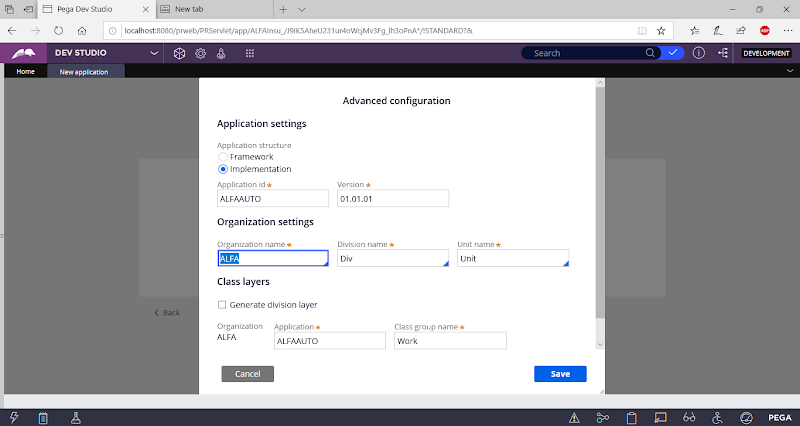 Pega Dev Studio
New tab
localhost:8080/prweb/PRServlet/app/ALFAInsu_/J9IK5AheU231ur4oWcjMv3Fg_lh3oPnA*/!STANDARD?&
ABP
DEV STUDIO
Search
DEVELOPMENT
Home
New application
Advanced configuration
Application settings
Application structure
Framework
Implementation
Application id ★ Version ★
ALFAAUTO 01.01.01
Organization settings
Organization name ★ Division name ★ Unit name ★
ALFA Div Unit
Class layers
Generate division layer
Back
Organization Application ★ Class group name ★
ALFA ALFAAUTO Work
Cancel Save
PEGA